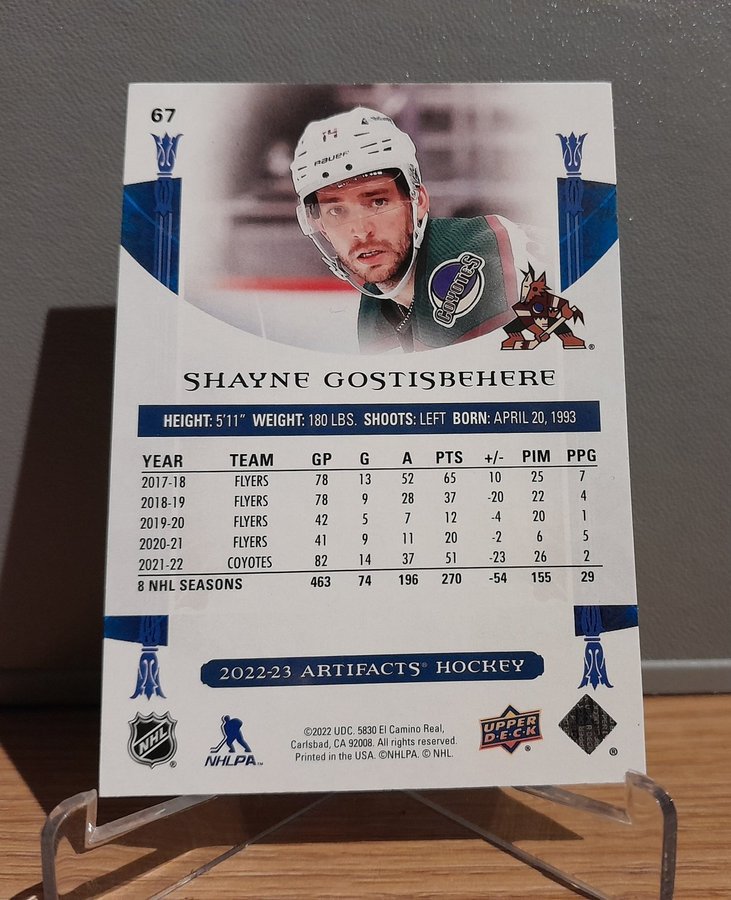 67
14
BAUER
COYOTES
®
SHAYNE GOSTISBEHERE
HEIGHT: 5'11" WEIGHT: 180 LBS. SHOOTS: LEFT BORN: APRIL 20, 1993
YEAR TEAM GP G A PTS +/- PIM PPG
2017-18 FLYERS 78 13 52 65 10 25 7
2018-19 FLYERS 78 9 28 37 -20 22 4
2019-20 FLYERS 42 5 7 12 -4 20 1
2020-21 FLYERS 41 9 11 20 -2 6 5
2021-22 COYOTES 82 14 37 51 -23 26 2
8 NHL SEASONS 463 74 196 270 -54 155 29
2022-23 ARTIFACTS® HOCKEY
NHL ®
NHLPA™
©2022 UDC. 5830 El Camino Real,
Carlsbad, CA 92008. All rights reserved.
Printed in the USA. ©NHLPA. © NHL.
UPPER
D·E·C·K
®